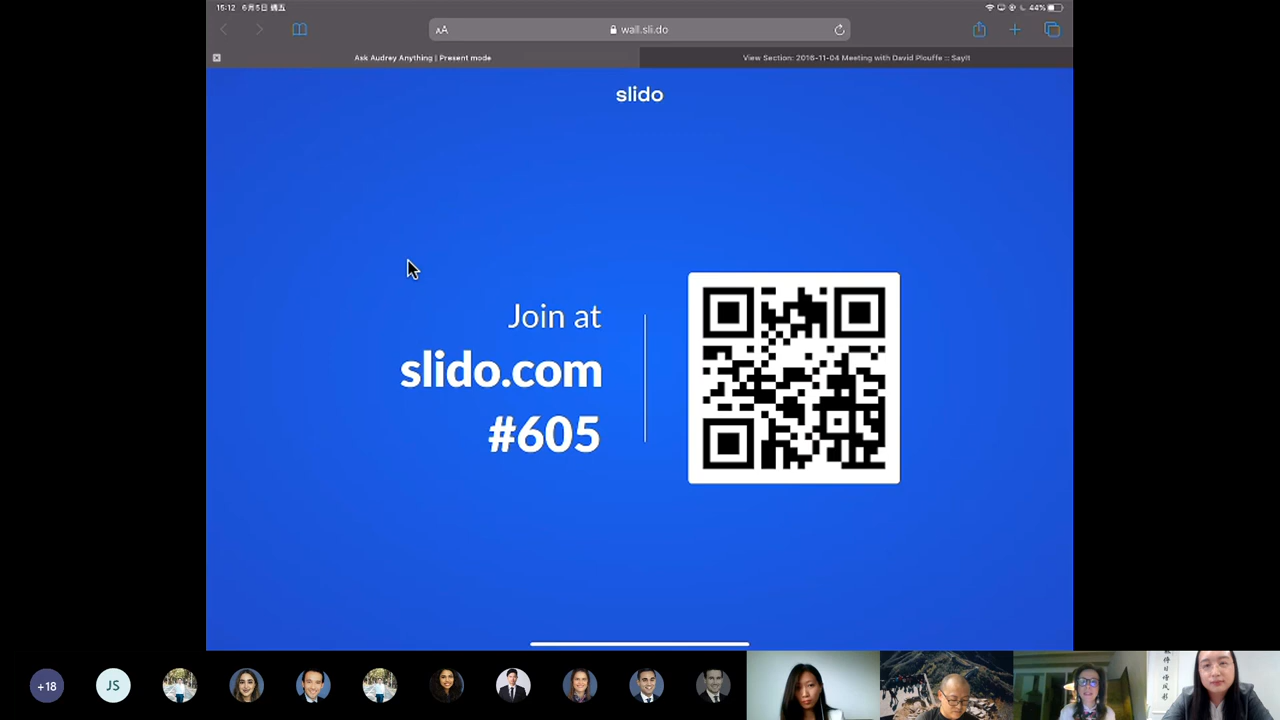 15:12 6月5日 週五
44%
AA
wall.sli.do
Ask Audrey Anything | Present mode
View Section: 2016-11-04 Meeting with David Plouffe :: SayIt
slido
Join at
slido.com
#605
+18
JS